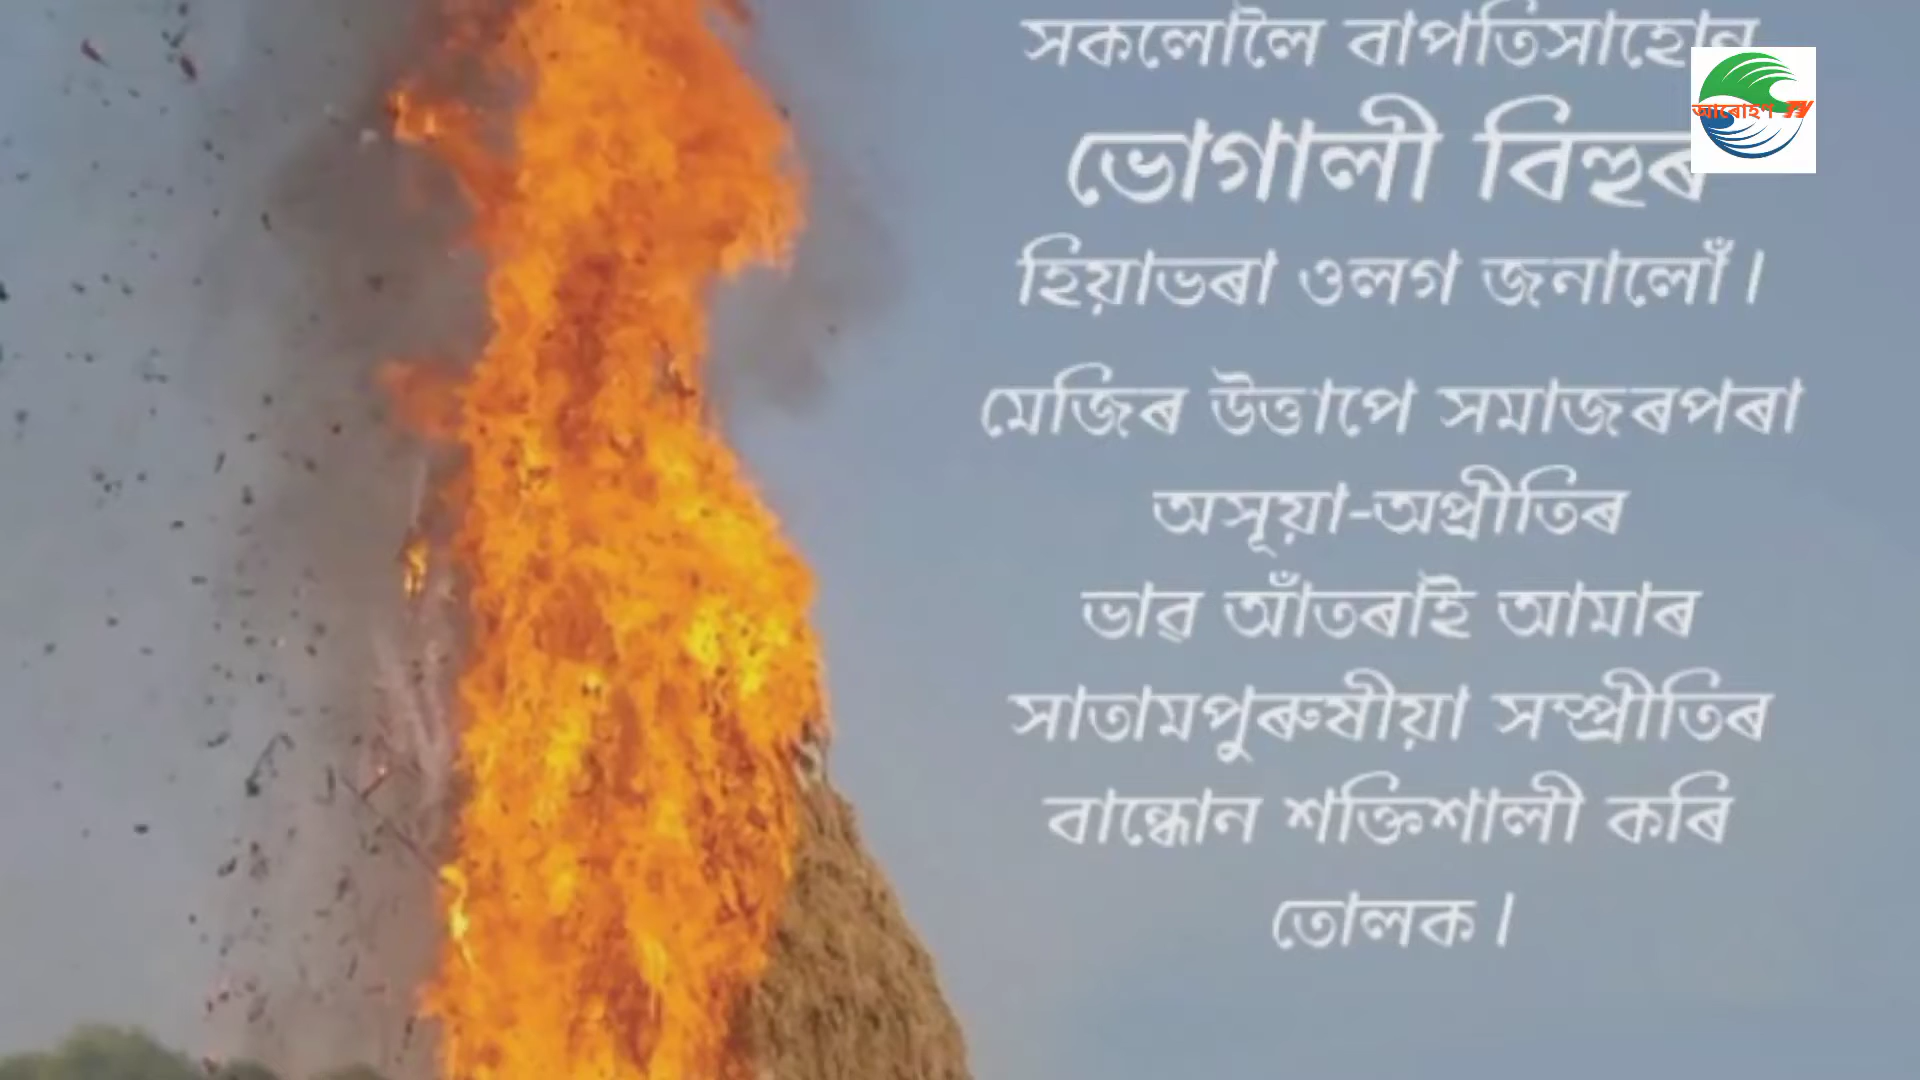 সকলোলৈ বাপতিসাহোন
ভোগালী বিহুৰ
হিয়াভৰা ওলগ জনালোঁ।
মেজিৰ উত্তাপে সমাজৰপৰা
অসূয়া-অপ্ৰীতিৰ
ভাৱ আঁতৰাই আমাৰ
সাতামপুৰুষীয়া সম্প্ৰীতিৰ
বান্ধোন শক্তিশালী কৰি
তোলক।
আৰোহণ TV